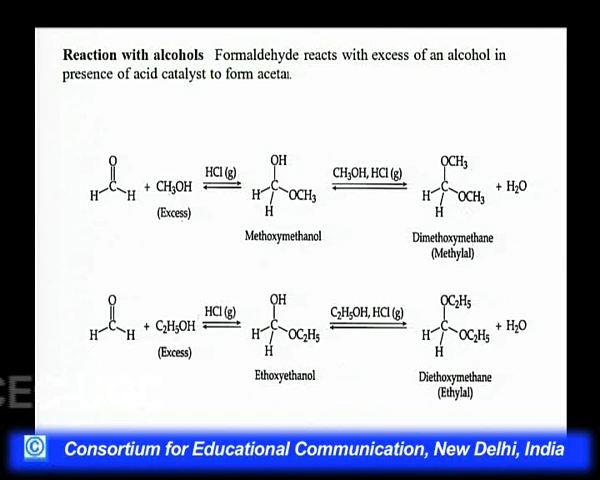 Reaction with alcohols Formaldehyde reacts with excess of an alcohol in
presence of acid catalyst to form acetal.
O
H C H + CH₃OH
(Excess)
HCl (g)
OH
H C OCH₃
H
Methoxymethanol
CH₃OH, HCl (g)
OCH₃
H C OCH₃ + H₂O
H
Dimethoxymethane
(Methylal)
O
H C H + C₂H₅OH
(Excess)
HCl (g)
OH
H C OC₂H₅
H
Ethoxyethanol
C₂H₅OH, HCl (g)
OC₂H₅
H C OC₂H₅ + H₂O
H
Diethoxymethane
(Ethylal)
© Consortium for Educational Communication, New Delhi, India